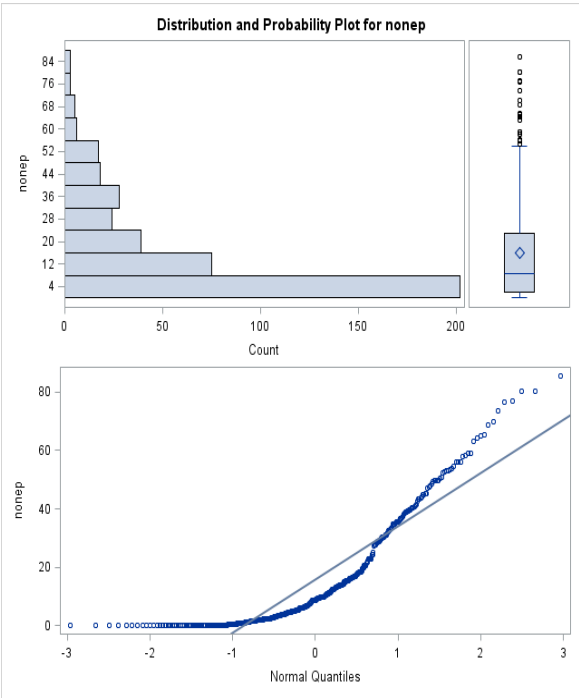 Distribution and Probability Plot for nonep
nonep
84
76
68
60
52
44
36
28
20
12
4
0 50 100 150 200
Count
nonep
80
60
40
20
0
-3 -2 -1 0 1 2 3
Normal Quantiles